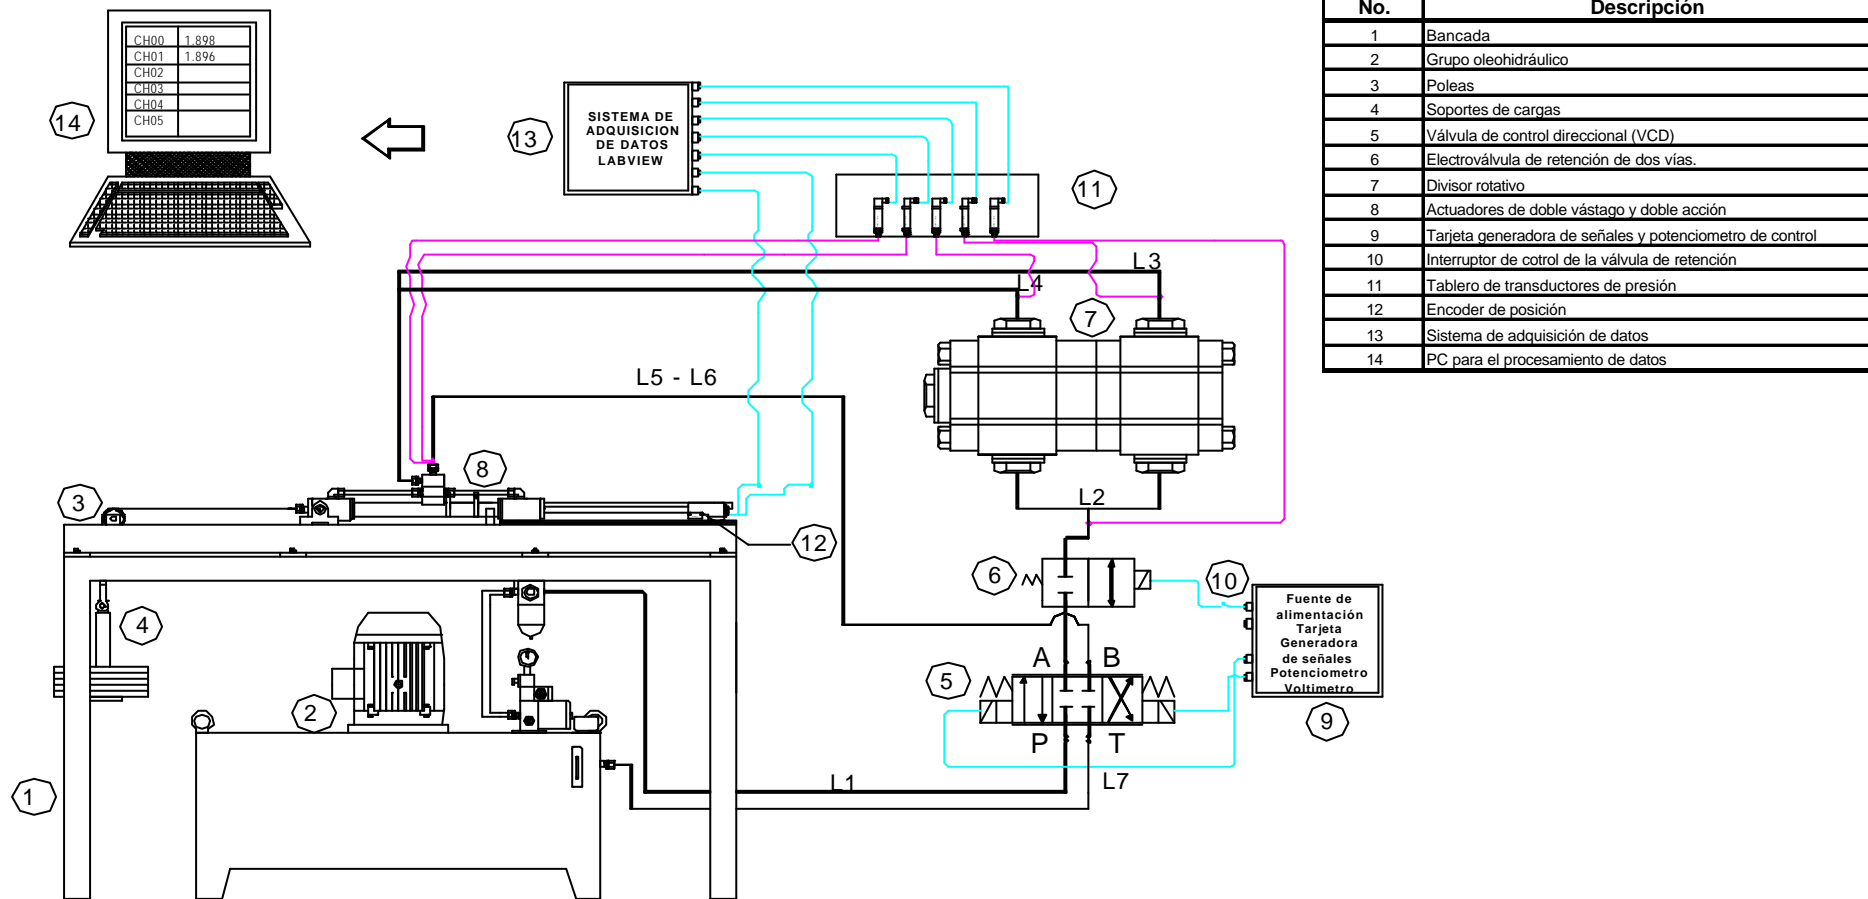 No. Descripción
1 Bancada
2 Grupo oleohidráulico
3 Poleas
4 Soportes de cargas
5 Válvula de control direccional (VCD)
6 Electroválvula de retención de dos vías.
7 Divisor rotativo
8 Actuadores de doble vástago y doble acción
9 Tarjeta generadora de señales y potenciometro de control
10 Interruptor de cotrol de la válvula de retención
11 Tablero de transductores de presión
12 Encoder de posición
13 Sistema de adquisición de datos
14 PC para el procesamiento de datos
CH00 1.898
CH01 1.896
CH02
CH03
CH04
CH05
14
13
SISTEMA DE
ADQUISICION
DE DATOS
LABVIEW
11
L3
L4
7
L5 - L6
8
3
L2
12
6
10
4
Fuente de
alimentación
Tarjeta
Generadora
de señales
Potenciometro
Voltimetro
A B
5
2
9
P T
L1
L7
1